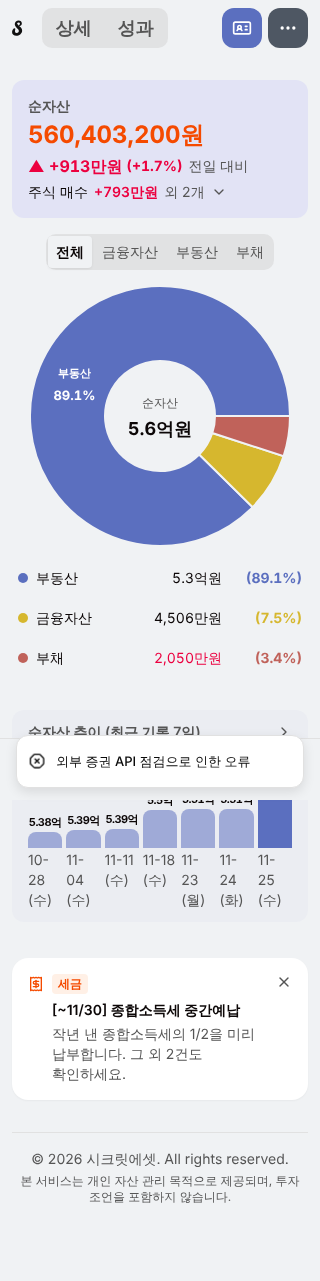 S
상세 성과
순자산
560,403,200원
▲ +913만원 (+1.7%) 전일 대비
주식 매수 +793만원 외 2개
전체 금융자산 부동산 부채
부동산
89.1%
순자산
5.6억원
부동산 5.3억원 (89.1%)
금융자산 4,506만원 (7.5%)
부채 2,050만원 (3.4%)
순자산 추이 (최근 기록 7일)
외부 증권 API 점검으로 인한 오류
5.38억 5.39억 5.39억
10-28 (수) 11-04 (수) 11-11 (수) 11-18 (수) 11-23 (월) 11-24 (화) 11-25 (수)
세금
[~11/30] 종합소득세 중간예납
작년 낸 종합소득세의 1/2을 미리
납부합니다. 그 외 2건도
확인하세요.
© 2026 시크릿에셋. All rights reserved.
본 서비스는 개인 자산 관리 목적으로 제공되며, 투자
조언을 포함하지 않습니다.